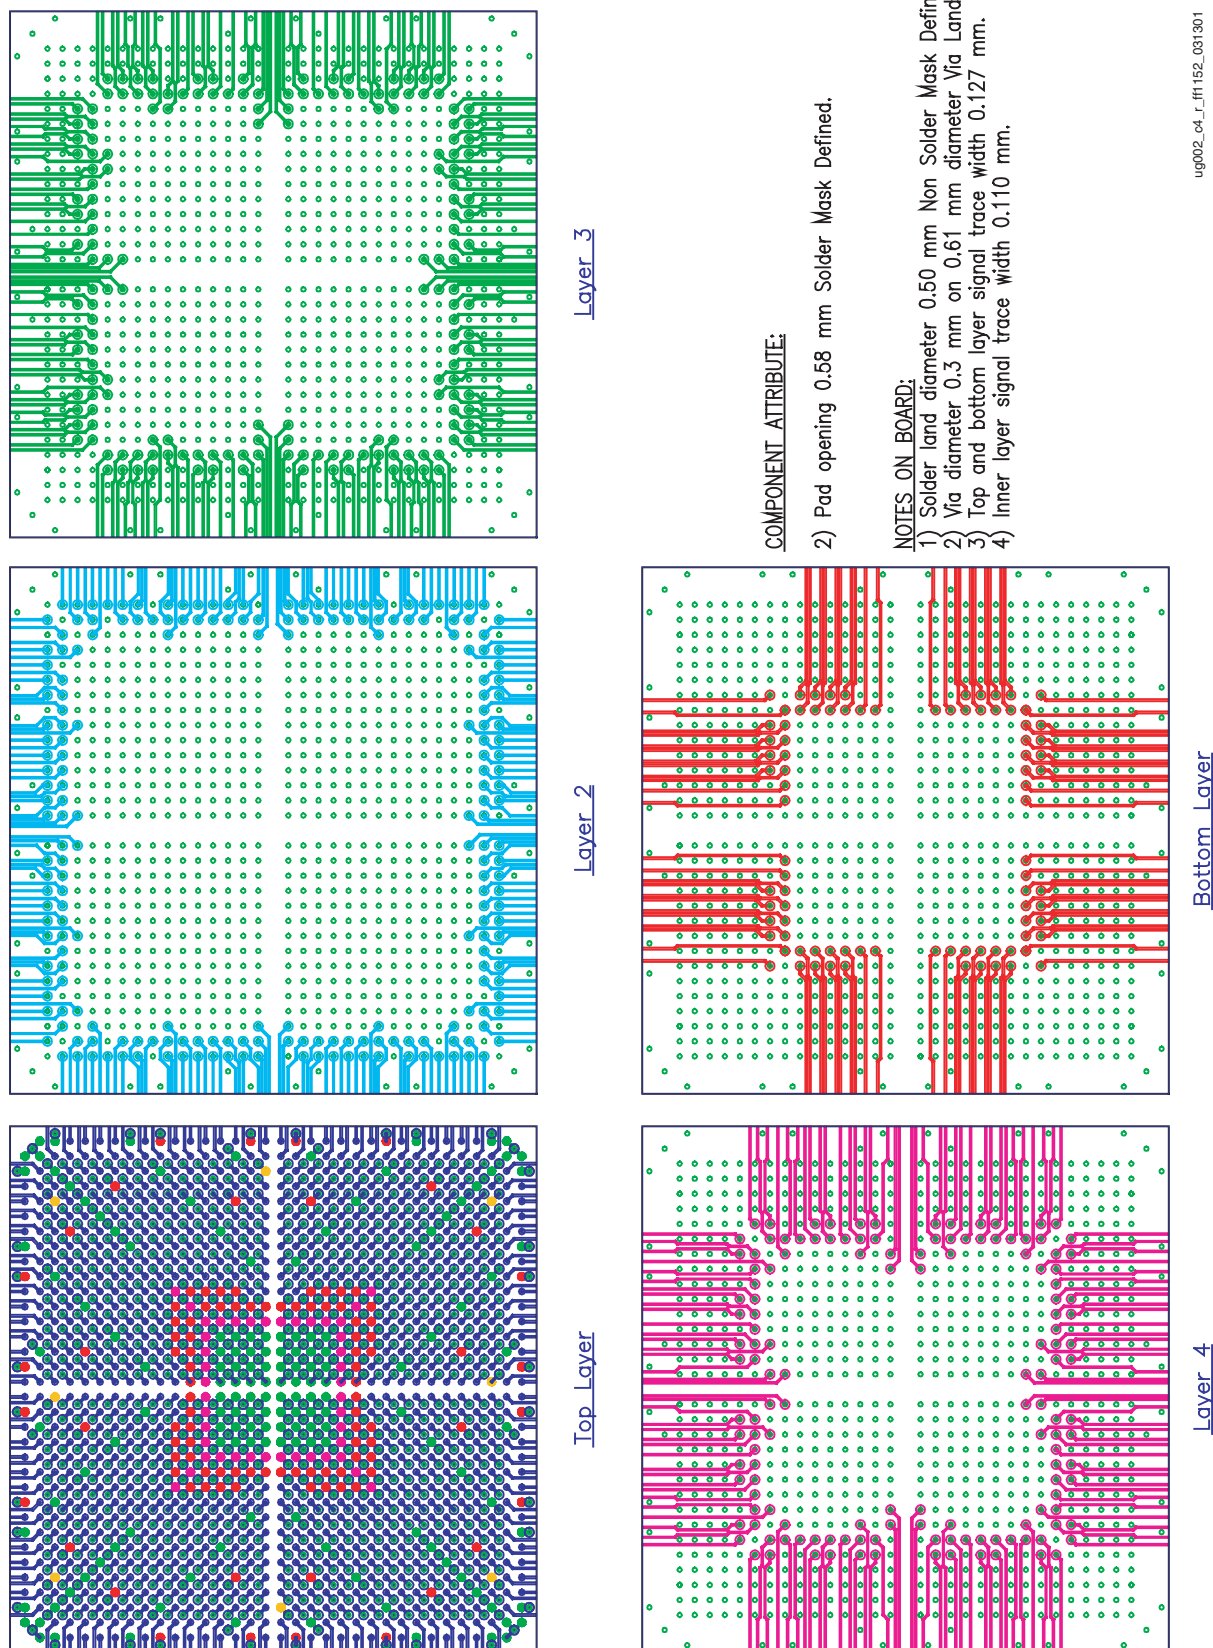 Layer 3
COMPONENT ATTRIBUTE:
2) Pad opening 0.58 mm Solder Mask Defined.
NOTES ON BOARD:
1) Solder land diameter 0.50 mm Non Solder Mask
2) Via diameter 0.3 mm on 0.61 mm diameter Via Land
3) Top and bottom layer signal trace width 0.127 mm.
4) Inner layer signal trace width 0.110 mm.
ug002_c4_r_ff1152_031301
Layer 2
Bottom Layer
Top Layer
Layer 4